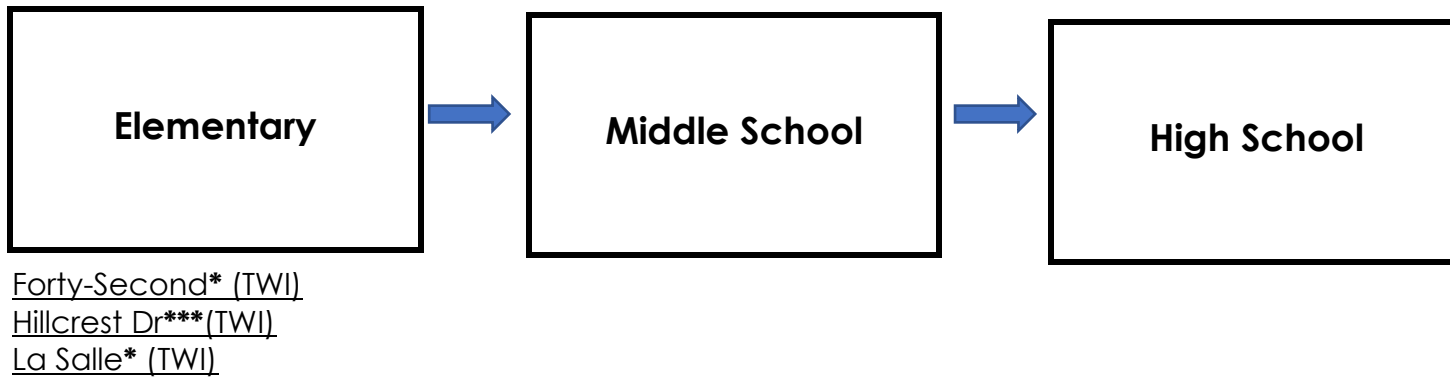 Elementary
Middle School
High School
Forty-Second* (TWI)
Hillcrest Dr***(TWI)
La Salle* (TWI)